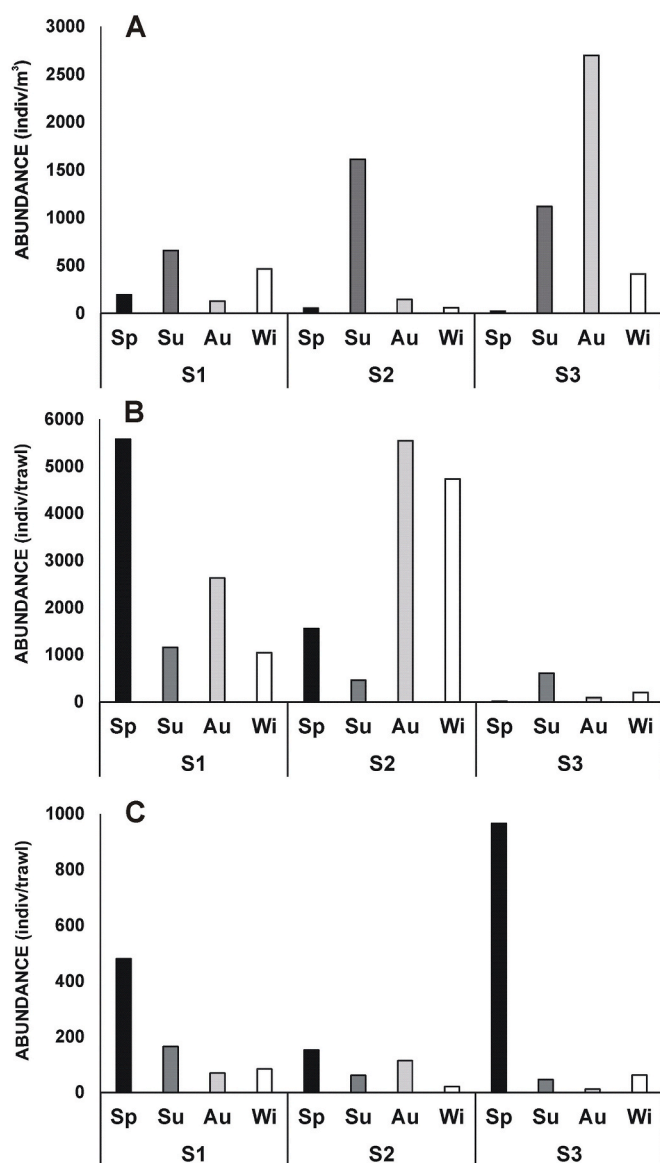 A
ABUNDANCE (indiv/m³)
3000
2500
2000
1500
1000
500
0
Sp Su Au Wi Sp Su Au Wi Sp Su Au Wi
S1 S2 S3
B
ABUNDANCE (indiv/trawl)
6000
5000
4000
3000
2000
1000
0
Sp Su Au Wi Sp Su Au Wi Sp Su Au Wi
S1 S2 S3
C
ABUNDANCE (indiv/trawl)
1000
800
600
400
200
0
Sp Su Au Wi Sp Su Au Wi Sp Su Au Wi
S1 S2 S3